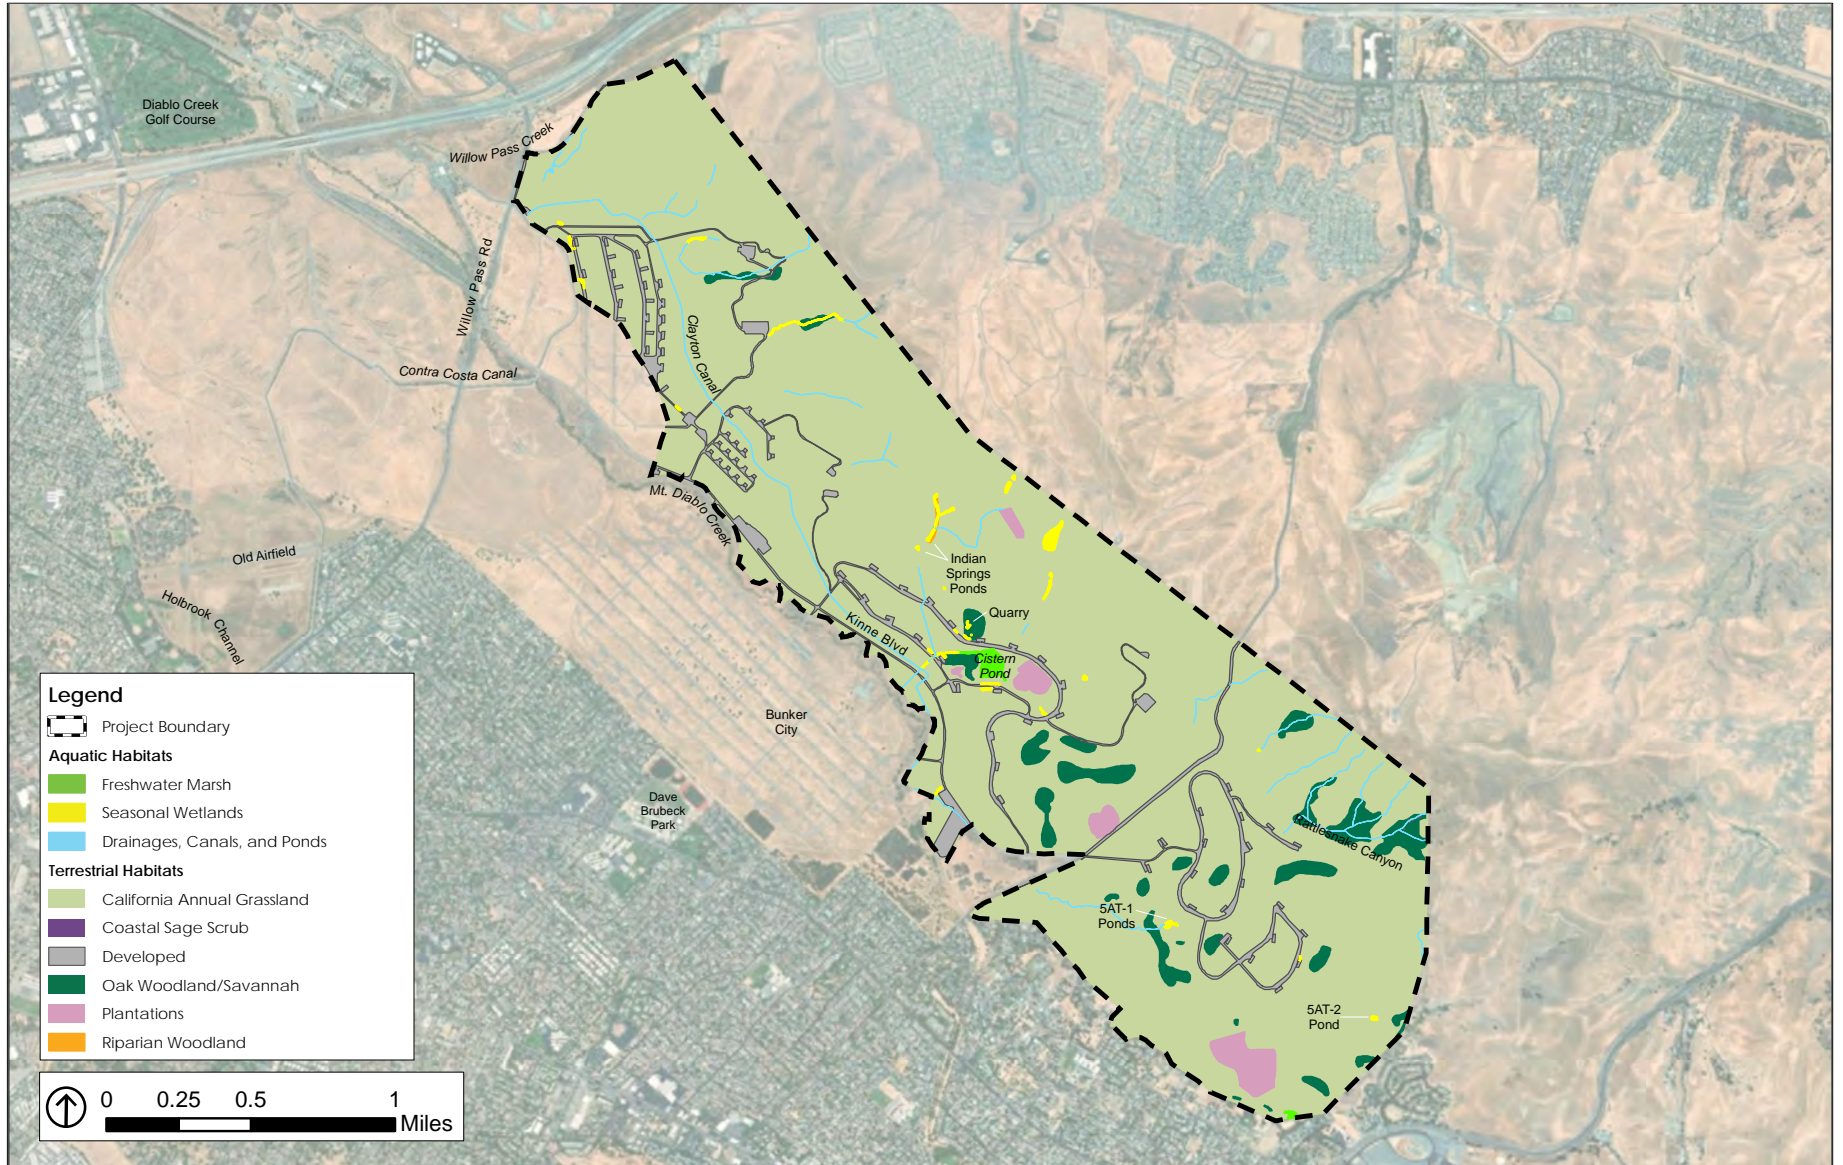 Diablo Creek
Golf Course
Willow Pass Creek
Willow Pass Rd
Contra Costa Canal
Clayton Canal
Mt. Diablo Creek
Old Airfield
Holbrook Channel
Indian
Springs
Ponds
Quarry
Kinne Blvd
Cistern
Pond
Bunker
City
Dave
Brubeck
Park
Rattlesnake Canyon
5AT-1
Ponds
5AT-2
Pond
Legend
Project Boundary
Aquatic Habitats
Freshwater Marsh
Seasonal Wetlands
Drainages, Canals, and Ponds
Terrestrial Habitats
California Annual Grassland
Coastal Sage Scrub
Developed
Oak Woodland/Savannah
Plantations
Riparian Woodland
0 0.25 0.5 1
Miles